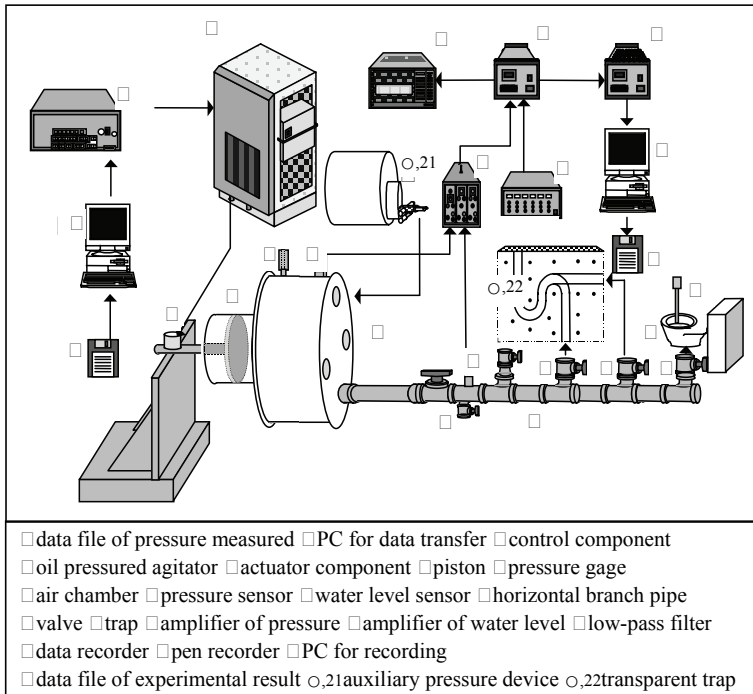 ○,21
○,22
□data file of pressure measured □PC for data transfer □control component
□oil pressured agitator □actuator component □piston □pressure gage
□air chamber □pressure sensor □water level sensor □horizontal branch pipe
□valve □trap □amplifier of pressure □amplifier of water level □low-pass filter
□data recorder □pen recorder □PC for recording
□data file of experimental result ○,21auxiliary pressure device ○,22transparent trap